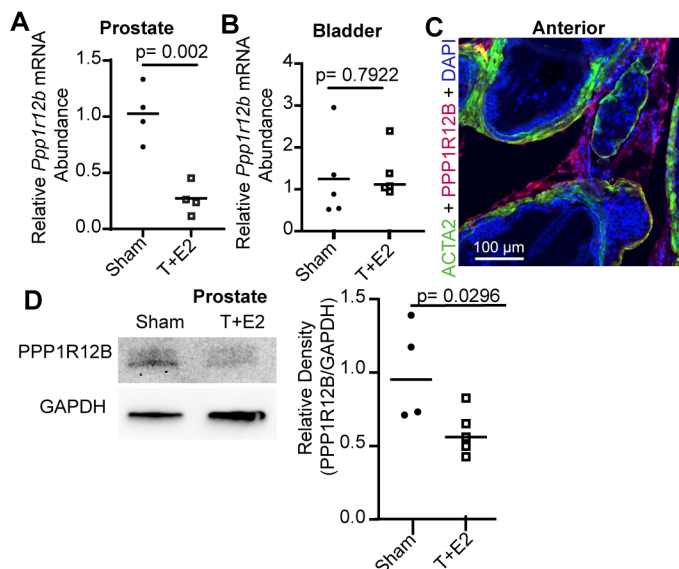 A
Prostate
p= 0.002
Relative Ppp1r12b mRNA
Abundance
1.5
1.0
0.5
0.0
Sham
T+E2
B
Bladder
p= 0.7922
Relative Ppp1r12b mRNA
Abundance
4
3
2
1
0
Sham
T+E2
C
Anterior
ACTA2 + PPP1R12B + DAPI
100 µm
D
Prostate
Sham
T+E2
PPP1R12B
GAPDH
p= 0.0296
Relative Density
(PPP1R12B/GAPDH)
1.5
1.0
0.5
0.0
Sham
T+E2